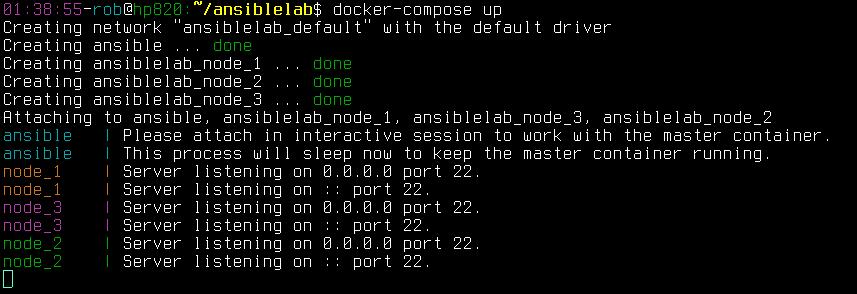 01:38:55-rob@hp820:~/ansiblelab$ docker-compose up
Creating network "ansiblelab_default" with the default driver
Creating ansible ... done
Creating ansiblelab_node_1 ... done
Creating ansiblelab_node_2 ... done
Creating ansiblelab_node_3 ... done
Attaching to ansible, ansiblelab_node_1, ansiblelab_node_3, ansiblelab_node_2
ansible   | Please attach in interactive session to work with the master container.
ansible   | This process will sleep now to keep the master container running.
node_1    | Server listening on 0.0.0.0 port 22.
node_1    | Server listening on :: port 22.
node_3    | Server listening on 0.0.0.0 port 22.
node_3    | Server listening on :: port 22.
node_2    | Server listening on 0.0.0.0 port 22.
node_2    | Server listening on :: port 22.